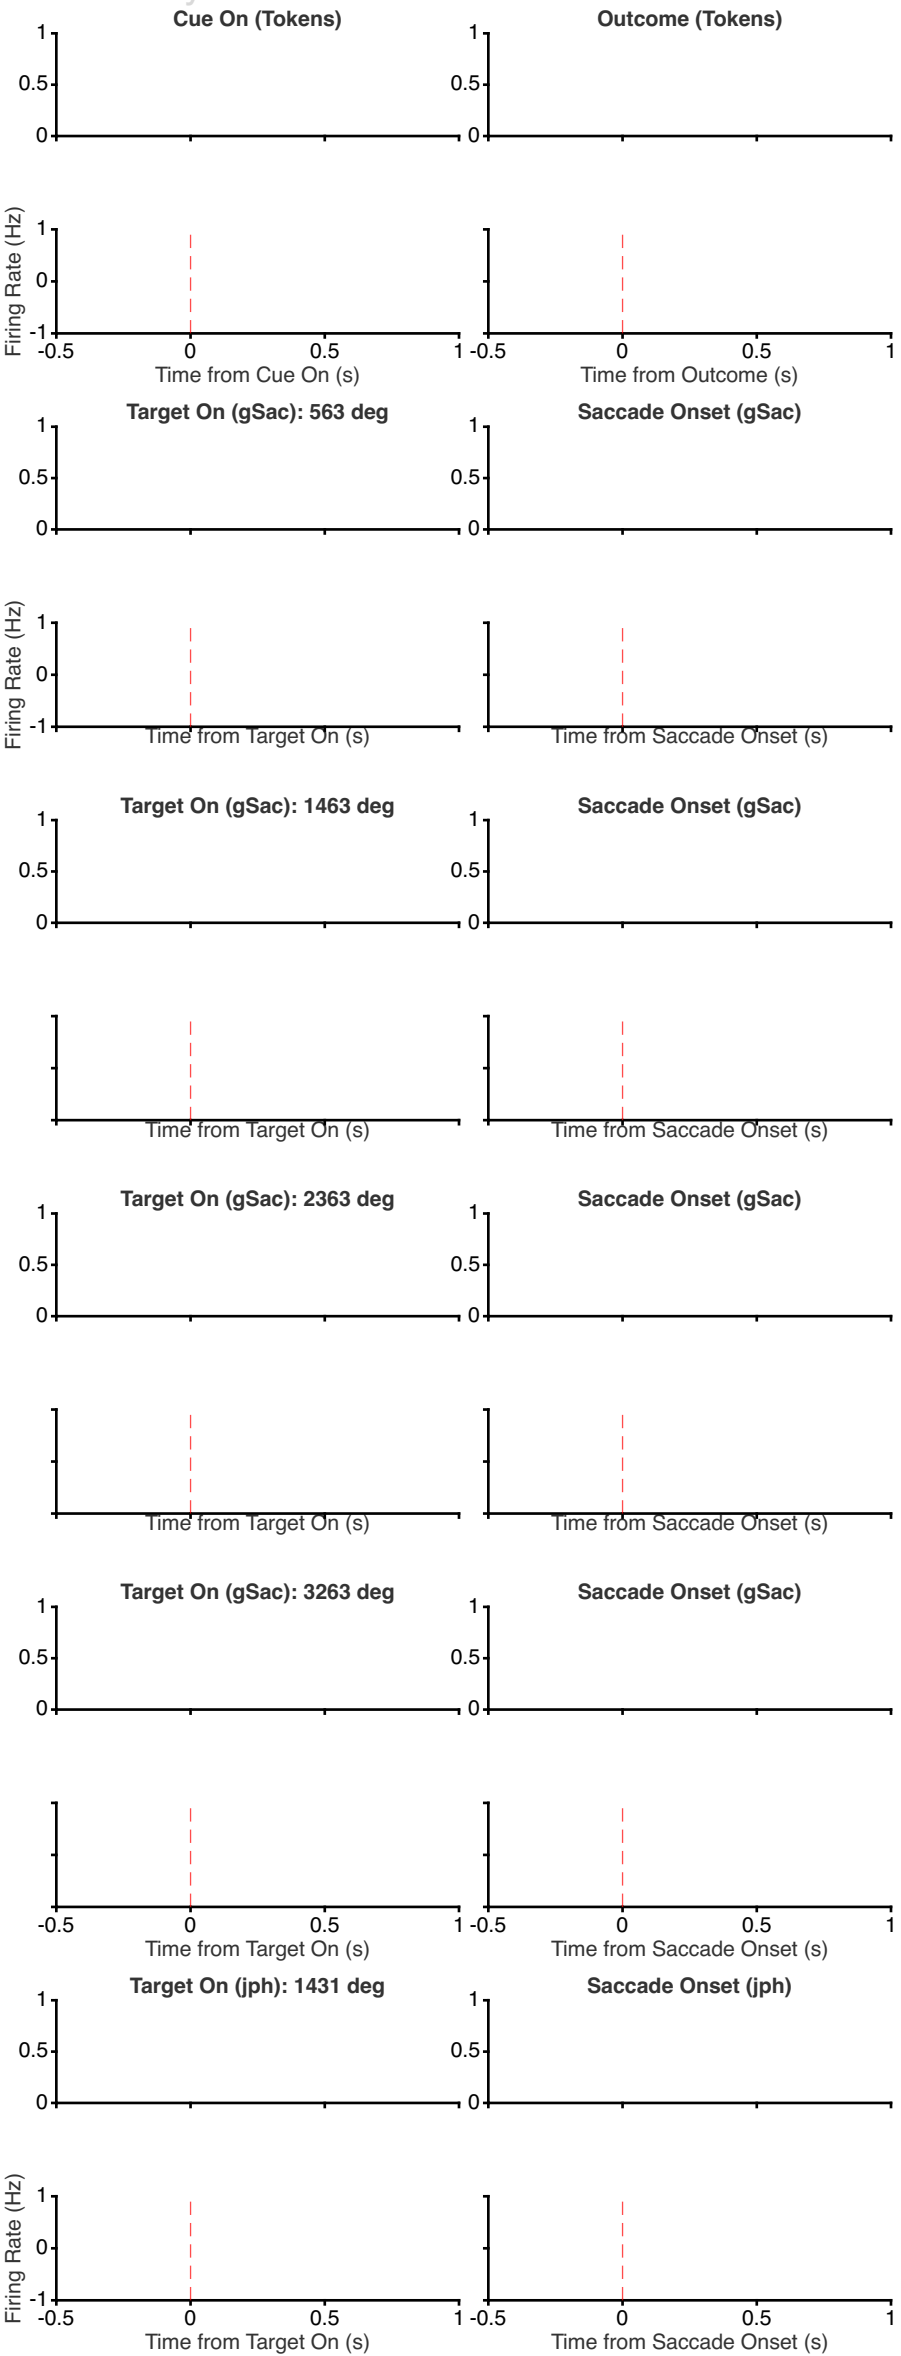 Cue On (Tokens) Outcome (Tokens)
1 1
0.5 0.5
0 0
Firing Rate (Hz)
1
0
-1
-0.5 0 0.5 1 -0.5 0 0.5 1
Time from Cue On (s) Time from Outcome (s)
Target On (gSac): 563 deg Saccade Onset (gSac)
1 1
0.5 0.5
0 0
Firing Rate (Hz)
1
0
-1
Time from Target On (s) Time from Saccade Onset (s)
Target On (gSac): 1463 deg Saccade Onset (gSac)
1 1
0.5 0.5
0 0
Time from Target On (s) Time from Saccade Onset (s)
Target On (gSac): 2363 deg Saccade Onset (gSac)
1 1
0.5 0.5
0 0
Time from Target On (s) Time from Saccade Onset (s)
Target On (gSac): 3263 deg Saccade Onset (gSac)
1 1
0.5 0.5
0 0
-0.5 0 0.5 1 -0.5 0 0.5 1
Time from Target On (s) Time from Saccade Onset (s)
Target On (jph): 1431 deg Saccade Onset (jph)
1 1
0.5 0.5
0 0
Firing Rate (Hz)
1
0
-1
-0.5 0 0.5 1 -0.5 0 0.5 1
Time from Target On (s) Time from Saccade Onset (s)